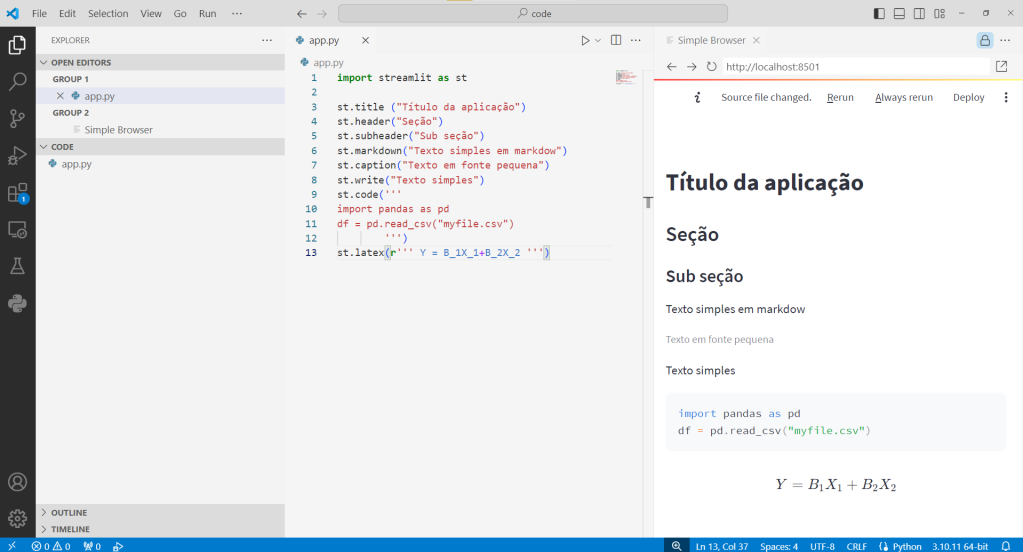 File Edit Selection View Go Run ··· code
EXPLORER ···
OPEN EDITORS
GROUP 1
app.py
GROUP 2
Simple Browser
CODE
app.py
OUTLINE
TIMELINE
1
app.py
app.py
1 import streamlit as st
2
3 st.title ("Título da aplicação")
4 st.header("Seção")
5 st.subheader("Sub seção")
6 st.markdown("Texto simples em markdow")
7 st.caption("Texto em fonte pequena")
8 st.write("Texto simples")
9 st.code('''
10 import pandas as pd
11 df = pd.read_csv("myfile.csv")
12 ''')
13 st.latex(r''' Y = B_1X_1+B_2X_2 ''')
Simple Browser
http://localhost:8501
Source file changed. Rerun Always rerun Deploy
Título da aplicação
Seção
Sub seção
Texto simples em markdow
Texto em fonte pequena
Texto simples
import pandas as pd
df = pd.read_csv("myfile.csv")
Y = B₁X₁ + B₂X₂
0 0 0 Ln 13, Col 37 Spaces: 4 UTF-8 CRLF Python 3.10.11 64-bit